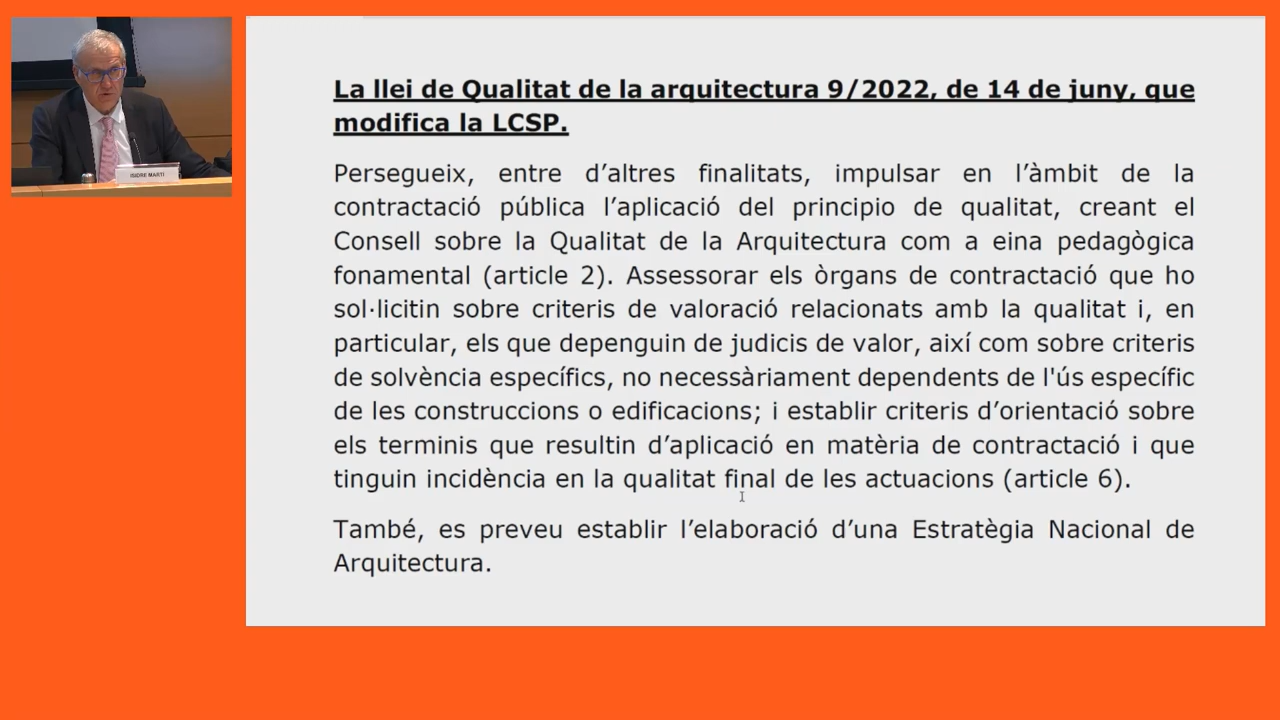 ISIDRE MARTÍ
La llei de Qualitat de la arquitectura 9/2022, de 14 de juny, que
modifica la LCSP.
Persegueix, entre d’altres finalitats, impulsar en l’àmbit de la
contractació pública l’aplicació del principio de qualitat, creant el
Consell sobre la Qualitat de la Arquitectura com a eina pedagògica
fonamental (article 2). Assessorar els òrgans de contractació que ho
sol·licitin sobre criteris de valoració relacionats amb la qualitat i, en
particular, els que depenguin de judicis de valor, així com sobre criteris
de solvència específics, no necessàriament dependents de l'ús específic
de les construccions o edificacions; i establir criteris d’orientació sobre
els terminis que resultin d’aplicació en matèria de contractació i que
tinguin incidència en la qualitat final de les actuacions (article 6).
També, es preveu establir l’elaboració d’una Estratègia Nacional de
Arquitectura.